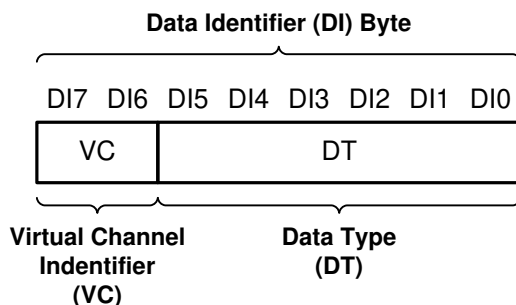 Data Identifier (DI) Byte
DI7 DI6 DI5 DI4 DI3 DI2 DI1 DI0
VC DT
Virtual Channel
Indentifier
(VC)
Data Type
(DT)